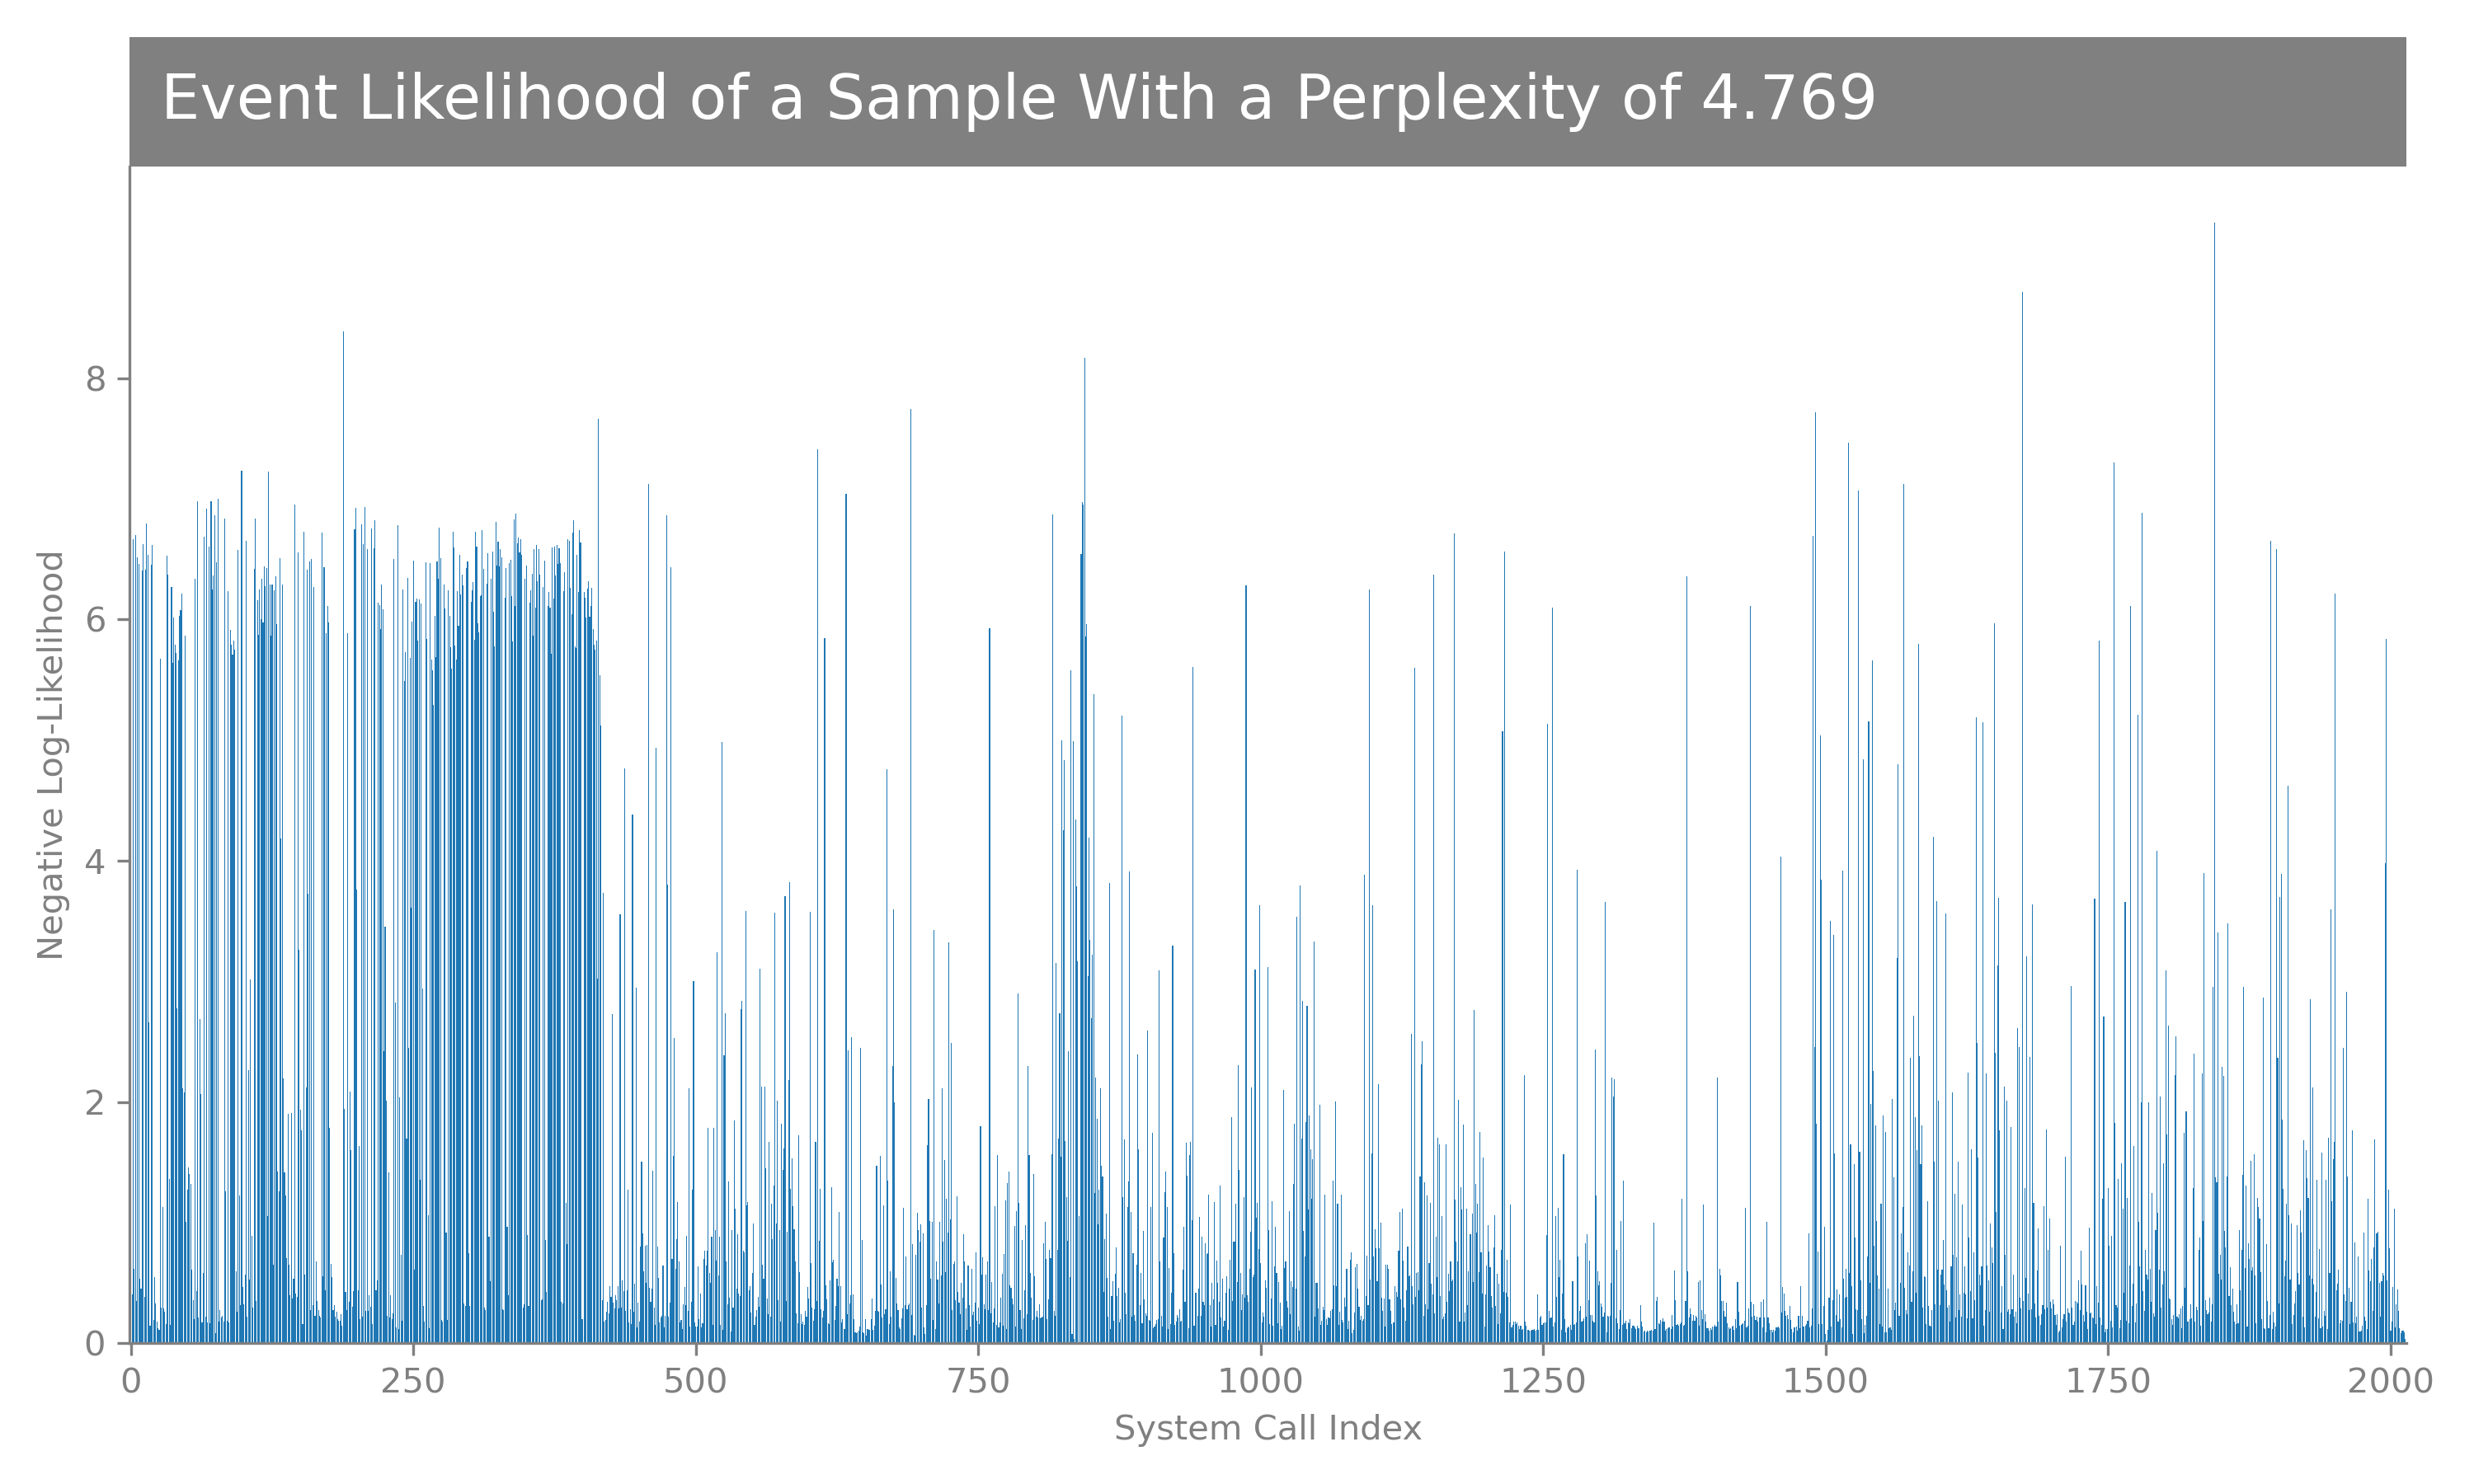 Event Likelihood of a Sample With a Perplexity of 4.769
Negative Log-Likelihood
8
6
4
2
0
0 250 500 750 1000 1250 1500 1750 2000
System Call Index